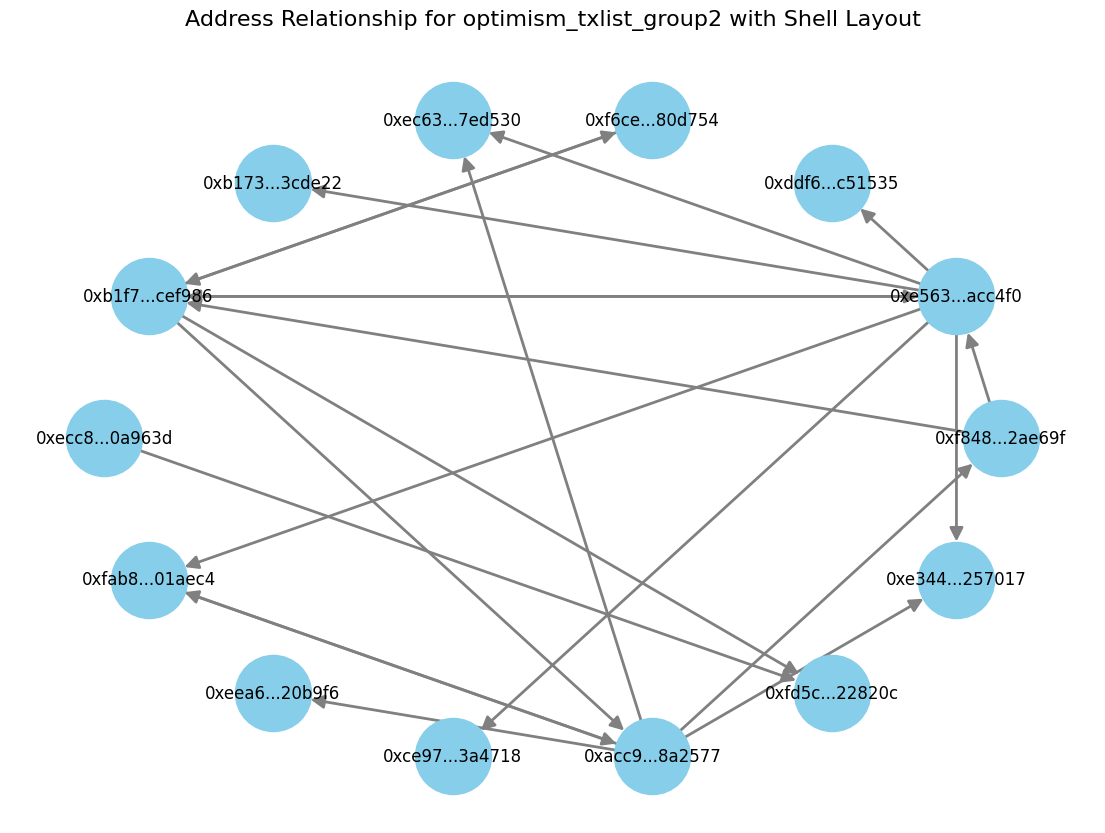 Address Relationship for optimism_txlist_group2 with Shell Layout
0xec63...7ed530
0xf6ce...80d754
0xb173...3cde22
0xddf6...c51535
0xb1f7...cef986
0xe563...acc4f0
0xecc8...0a963d
0xf848...2ae69f
0xfab8...01aec4
0xe344...257017
0xeea6...20b9f6
0xfd5c...22820c
0xce97...3a4718
0xacc9...8a2577